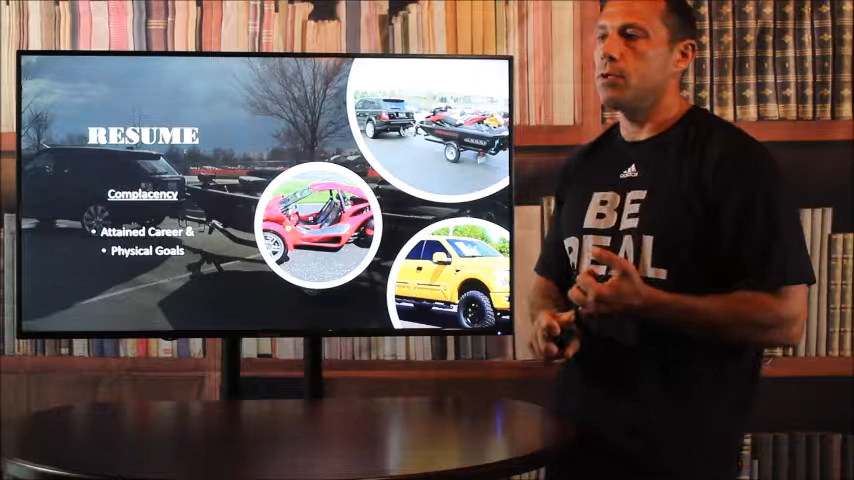 RESUME
Complacency
• Attained Career &
• Physical Goals
adidas
BE
REAL